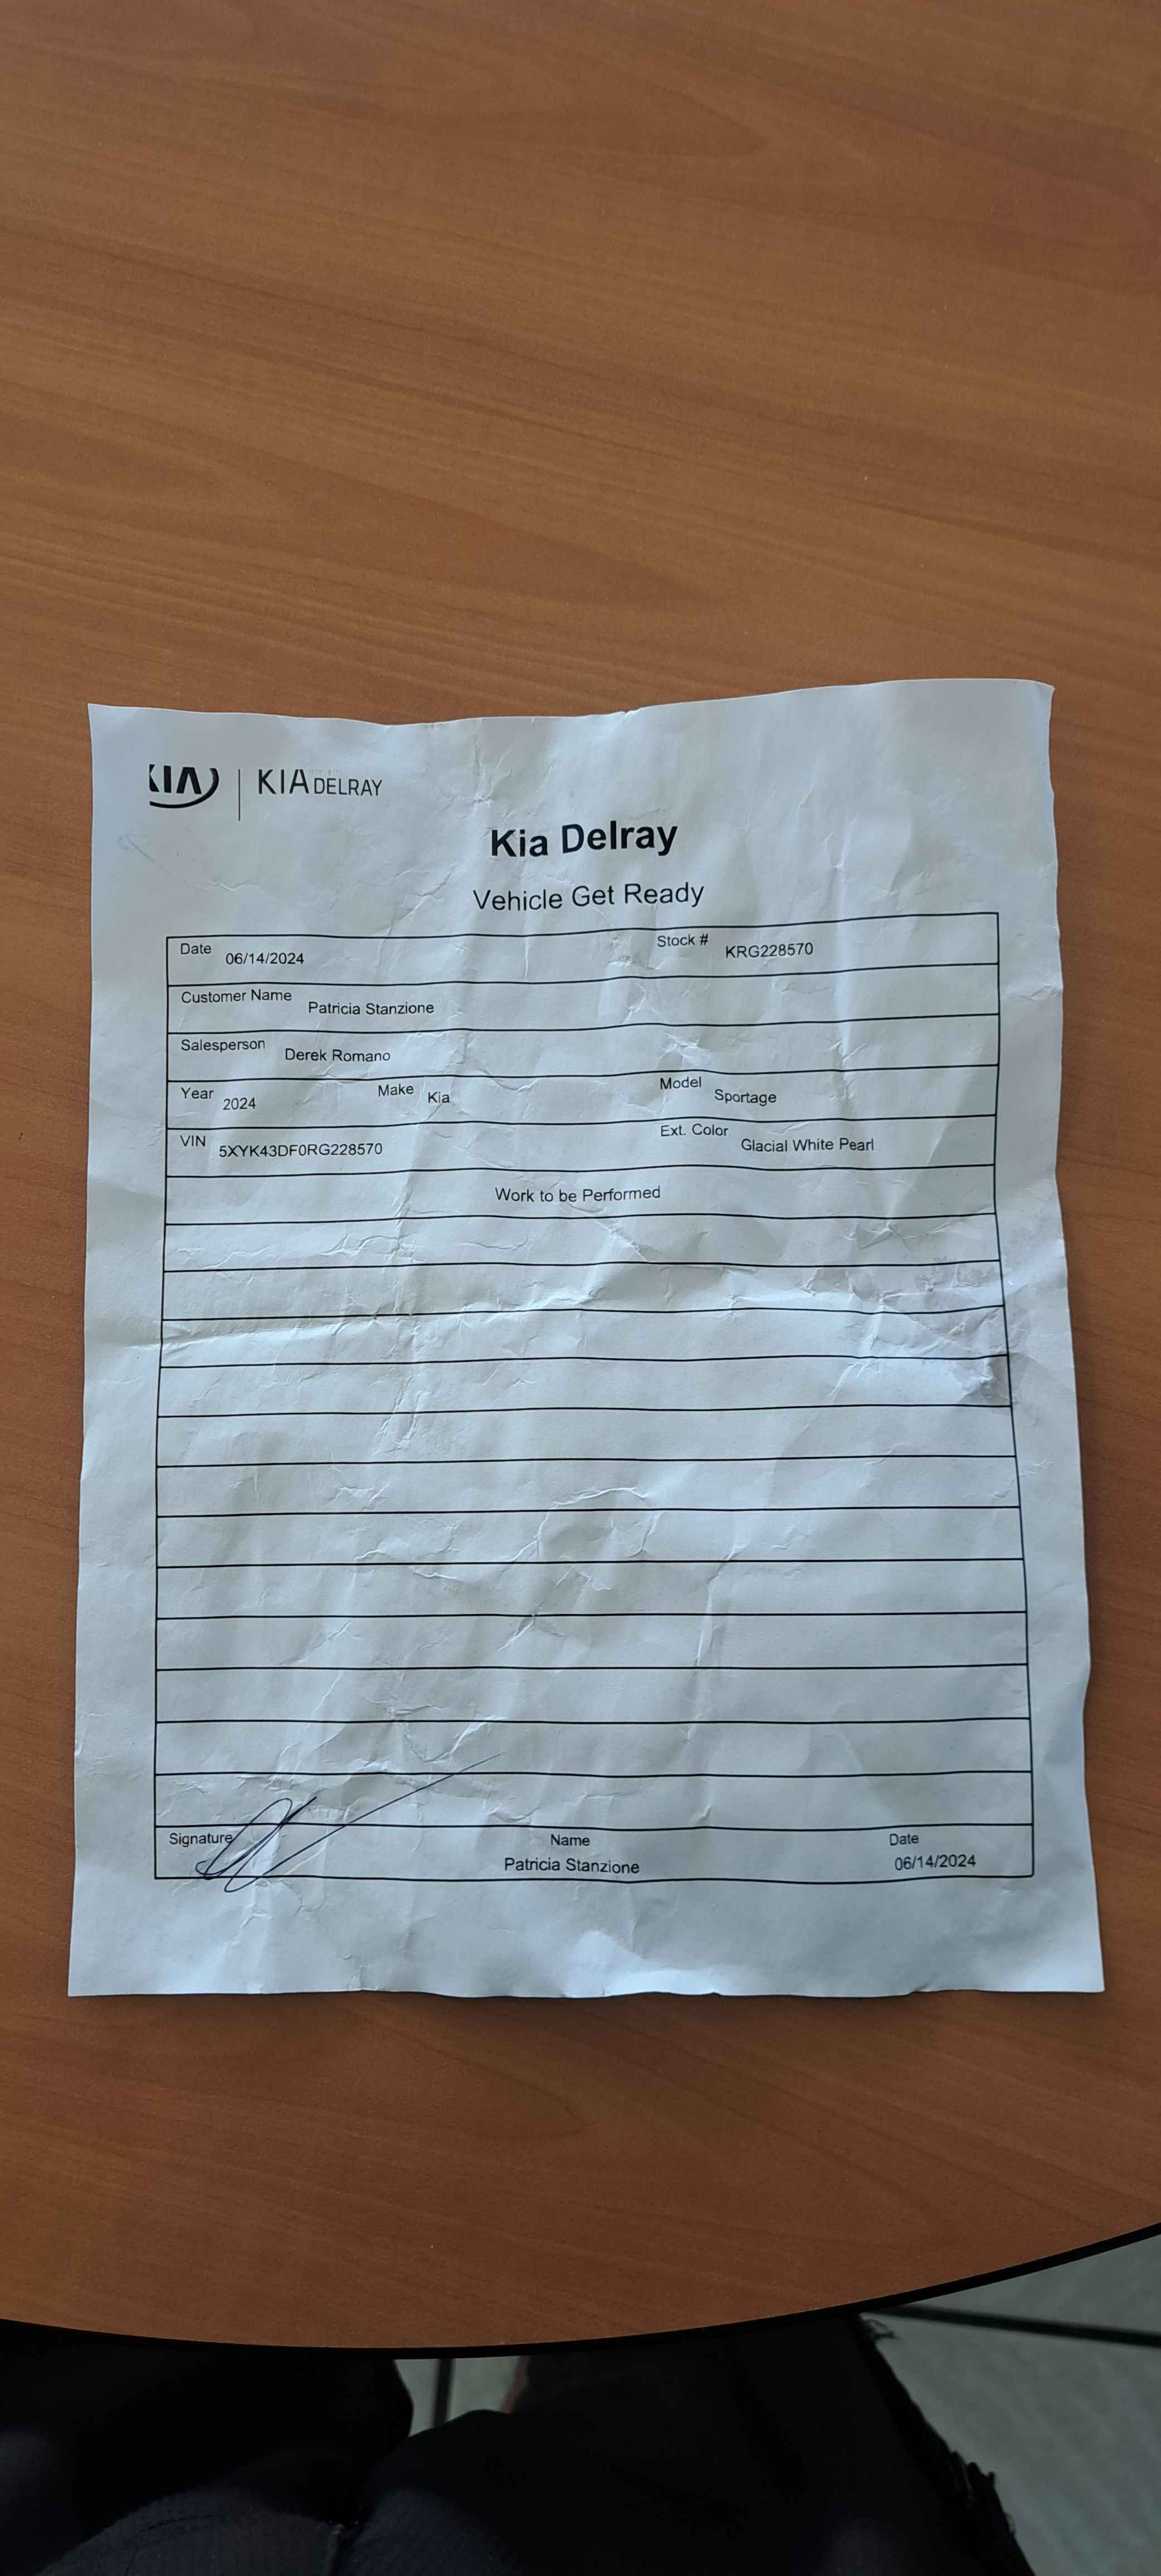 KIA | KIA DELRAY
Kia Delray
Vehicle Get Ready
Date 06/14/2024 Stock # KRG228570
Customer Name Patricia Stanzione
Salesperson Derek Romano
Year 2024 Make Kia Model Sportage
VIN 5XYK43DF0RG228570 Ext. Color Glacial White Pearl
Work to be Performed
Signature Name Date
Patricia Stanzione 06/14/2024